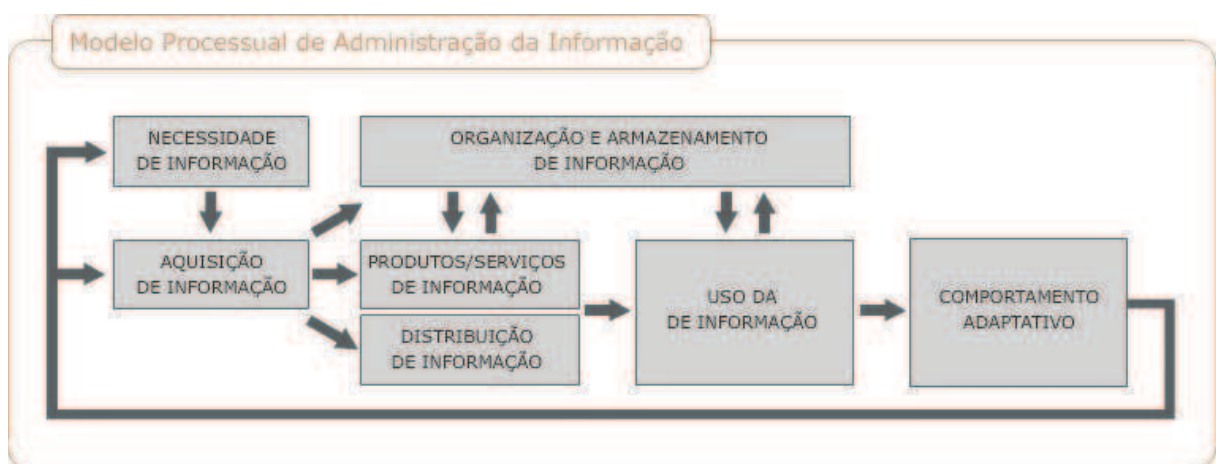 Modelo Processual de Administração da Informação
NECESSIDADE
DE INFORMAÇÃO
ORGANIZAÇÃO E ARMAZENAMENTO
DE INFORMAÇÃO
AQUISIÇÃO
DE INFORMAÇÃO
PRODUTOS/SERVIÇOS
DE INFORMAÇÃO
DISTRIBUIÇÃO
DE INFORMAÇÃO
USO DA
DE INFORMAÇÃO
COMPORTAMENTO
ADAPTATIVO